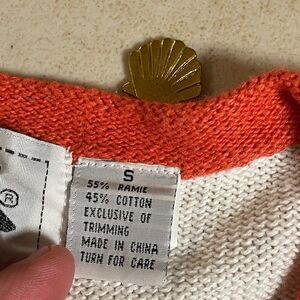 ®
S
55% RAMIE
45% COTTON
EXCLUSIVE OF
TRIMMING
MADE IN CHINA
TURN FOR CARE